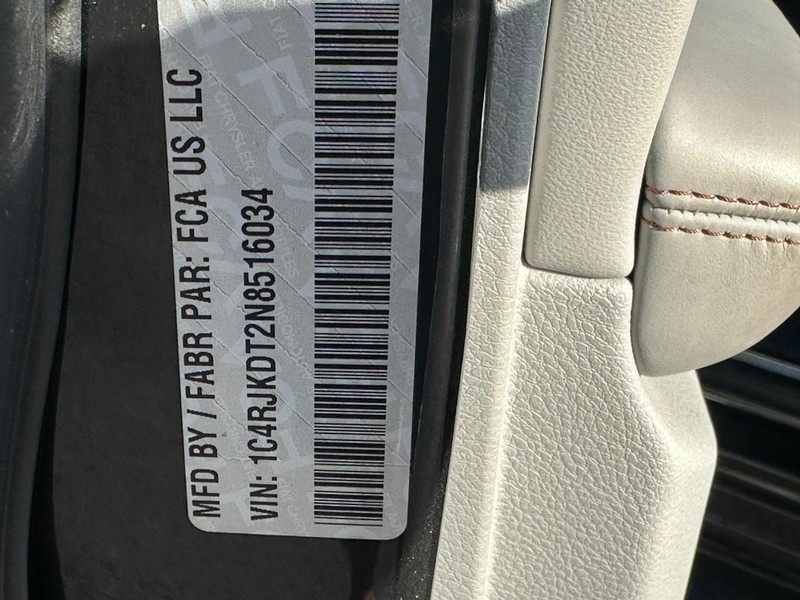 MFD BY / FABR PAR: FCA US LLC
VIN: 1C4RJKDT2N8516034